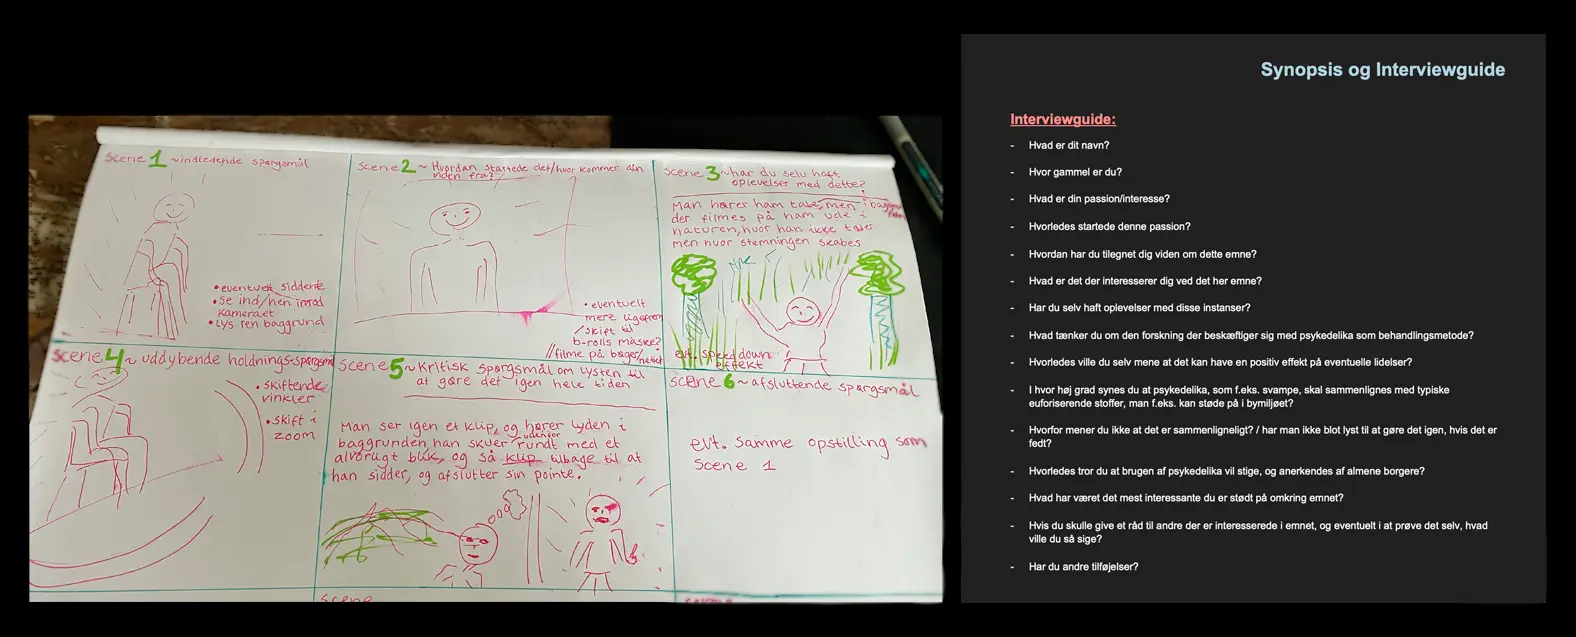 scene 1 ~ indledende spørgsmål
• eventuelt siddende
• se ind/hen imod
kameraet
• Lys ren baggrund
scene 2 ~ Hvordan startede det/hvor kommer din
viden fra?
• eventuelt
mere ligefrem
/skift til
b-rolls måske?
//filme på bøger/
scene 3 ~ har du selv haft
oplevelser med dette?
Man hører ham tale, men i
der filmes på ham ude i
naturen, hvor han ikke taler
men hvor stemningen skabes
evt. speed down
effekt
scene 4 ~ uddybende holdnings-spørgsmål
• skiftende
vinkler
• skift i
zoom
scene 5 ~ Kritisk spørgsmål om lysten til
at gøre det igen hele tiden
Man ser igen et klip, og hører lyden i
baggrunden, han skuer rundt med et
udenfor
alvorligt blik, og så klip tilbage til at
han sidder, og afslutter sin pointe.
scene 6 ~ afsluttende spørgsmål
evt. samme opstilling som
scene 1
scene
Synopsis og Interviewguide
Interviewguide:
- Hvad er dit navn?
- Hvor gammel er du?
- Hvad er din passion/interesse?
- Hvorledes startede denne passion?
- Hvordan har du tilegnet dig viden om dette emne?
- Hvad er det der interesserer dig ved det her emne?
- Har du selv haft oplevelser med disse instanser?
- Hvad tænker du om den forskning der beskæftiger sig med psykedelika som behandlingsmetode?
- Hvorledes ville du selv mene at det kan have en positiv effekt på eventuelle lidelser?
- I hvor høj grad synes du at psykedelika, som f.eks. svampe, skal sammenlignes med typiske
euforiserende stoffer, man f.eks. kan støde på i bymiljøet?
- Hvorfor mener du ikke at det er sammenligneligt? / har man ikke blot lyst til at gøre det igen, hvis det er
fedt?
- Hvorledes tror du at brugen af psykedelika vil stige, og anerkendes af almene borgere?
- Hvad har været det mest interessante du er stødt på omkring emnet?
- Hvis du skulle give et råd til andre der er interesserede i emnet, og eventuelt i at prøve det selv, hvad
ville du så sige?
- Har du andre tilføjelser?